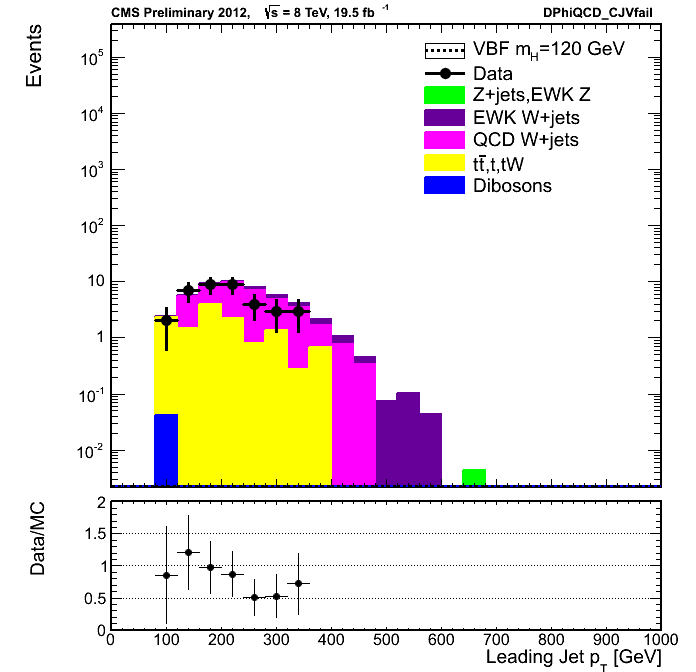 CMS Preliminary 2012, √s = 8 TeV, 19.5 fb⁻¹ DPhiQCD_CJVfail
Events
10⁵
10⁴
10³
10²
10
1
10⁻¹
10⁻²
VBF m_H=120 GeV
Data
Z+jets,EWK Z
EWK W+jets
QCD W+jets
tt̄,t,tW
Dibosons
Data/MC
2
1.5
1
0.5
0
0 100 200 300 400 500 600 700 800 900 1000
Leading Jet p_T [GeV]